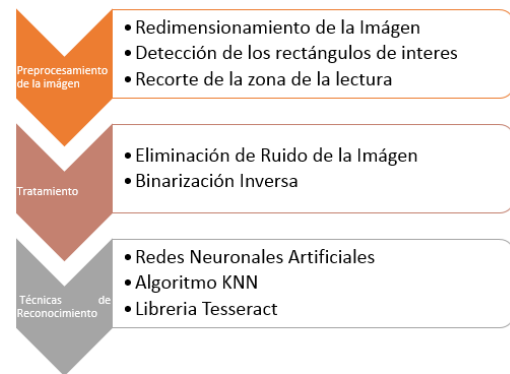 Preprocesamiento
de la imágen
• Redimensionamiento de la Imágen
• Detección de los rectángulos de interes
• Recorte de la zona de la lectura
Tratamiento
• Eliminación de Ruido de la Imágen
• Binarización Inversa
Técnicas de
Reconocimiento
• Redes Neuronales Artificiales
• Algoritmo KNN
• Libreria Tesseract